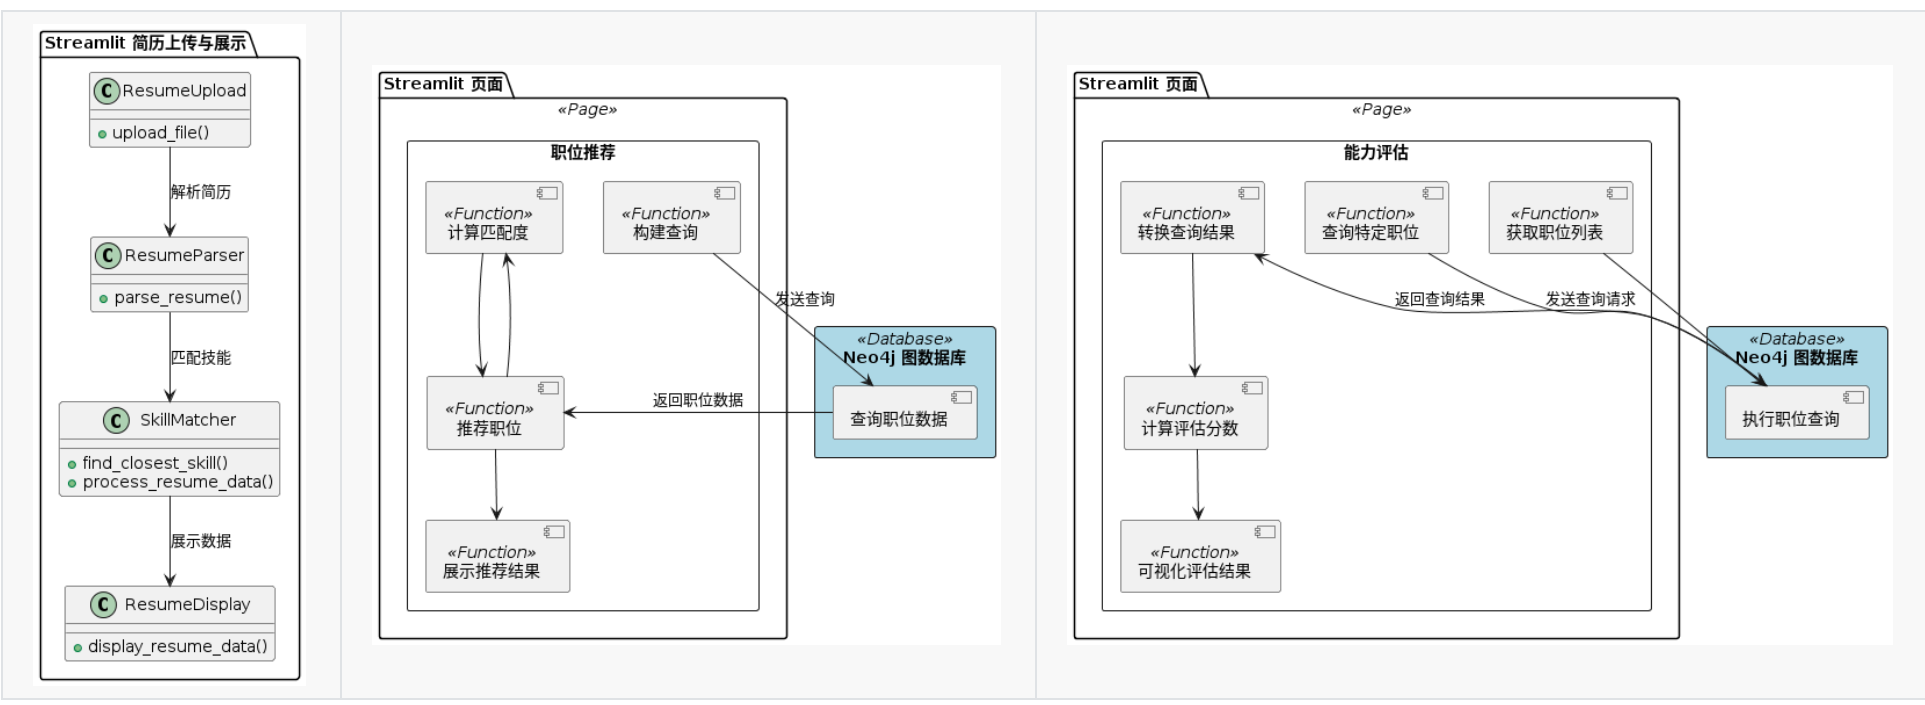 Streamlit 简历上传与展示
C ResumeUpload
upload_file()
解析简历
C ResumeParser
parse_resume()
匹配技能
C SkillMatcher
find_closest_skill()
process_resume_data()
展示数据
C ResumeDisplay
display_resume_data()
Streamlit 页面
«Page»
职位推荐
«Function»
计算匹配度
«Function»
构建查询
发送查询
«Database»
Neo4j 图数据库
查询职位数据
返回职位数据
«Function»
推荐职位
«Function»
展示推荐结果
Streamlit 页面
«Page»
能力评估
«Function»
转换查询结果
«Function»
查询特定职位
«Function»
获取职位列表
返回查询结果
发送查询请求
«Database»
Neo4j 图数据库
执行职位查询
«Function»
计算评估分数
«Function»
可视化评估结果